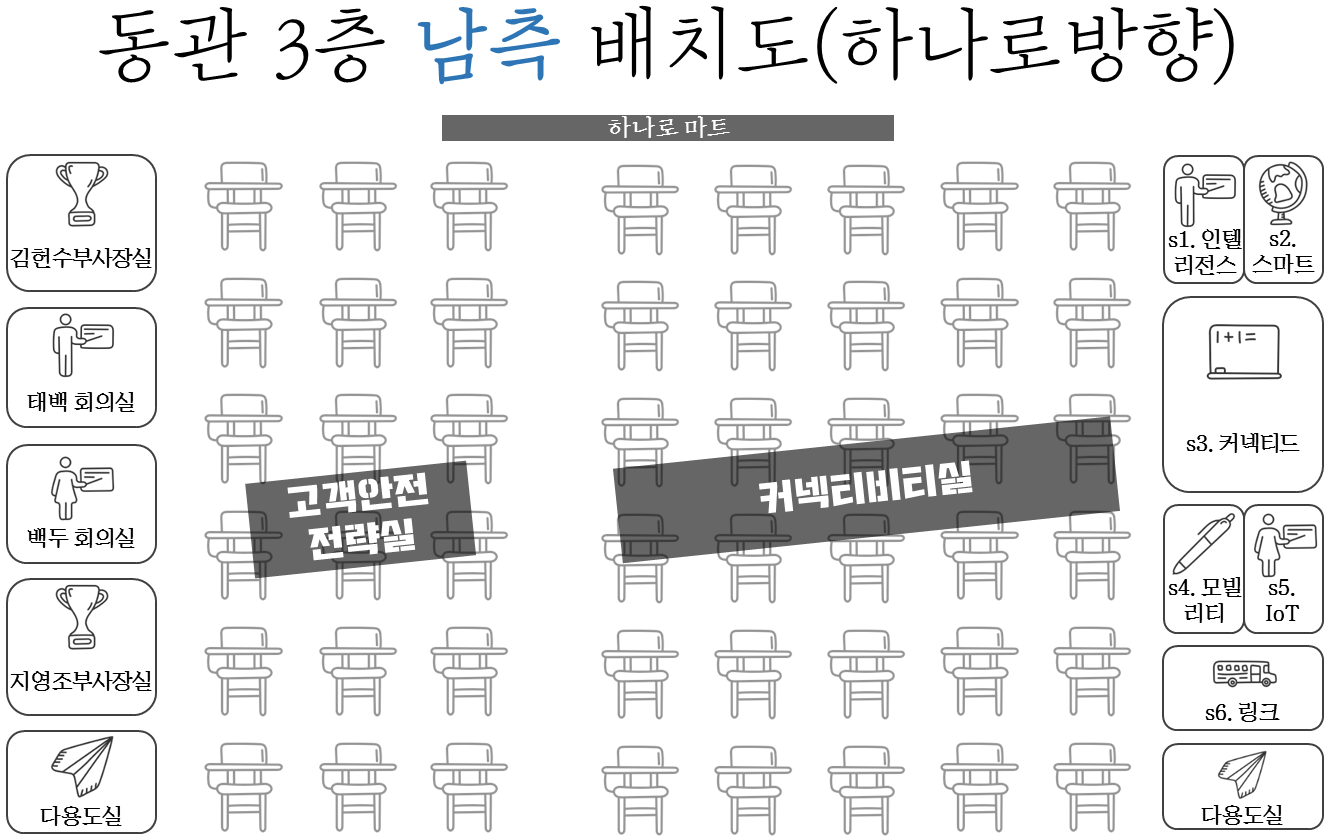 동관 3층 남측 배치도(하나로방향)
하나로 마트
김헌수부사장실
태백 회의실
백두 회의실
지영조부사장실
다용도실
고객안전
전략실
커넥티비티실
s1. 인텔
리전스
s2.
스마트
1+1=
s3. 커넥티드
s4. 모빌
리티
s5.
IoT
s6. 링크
다용도실